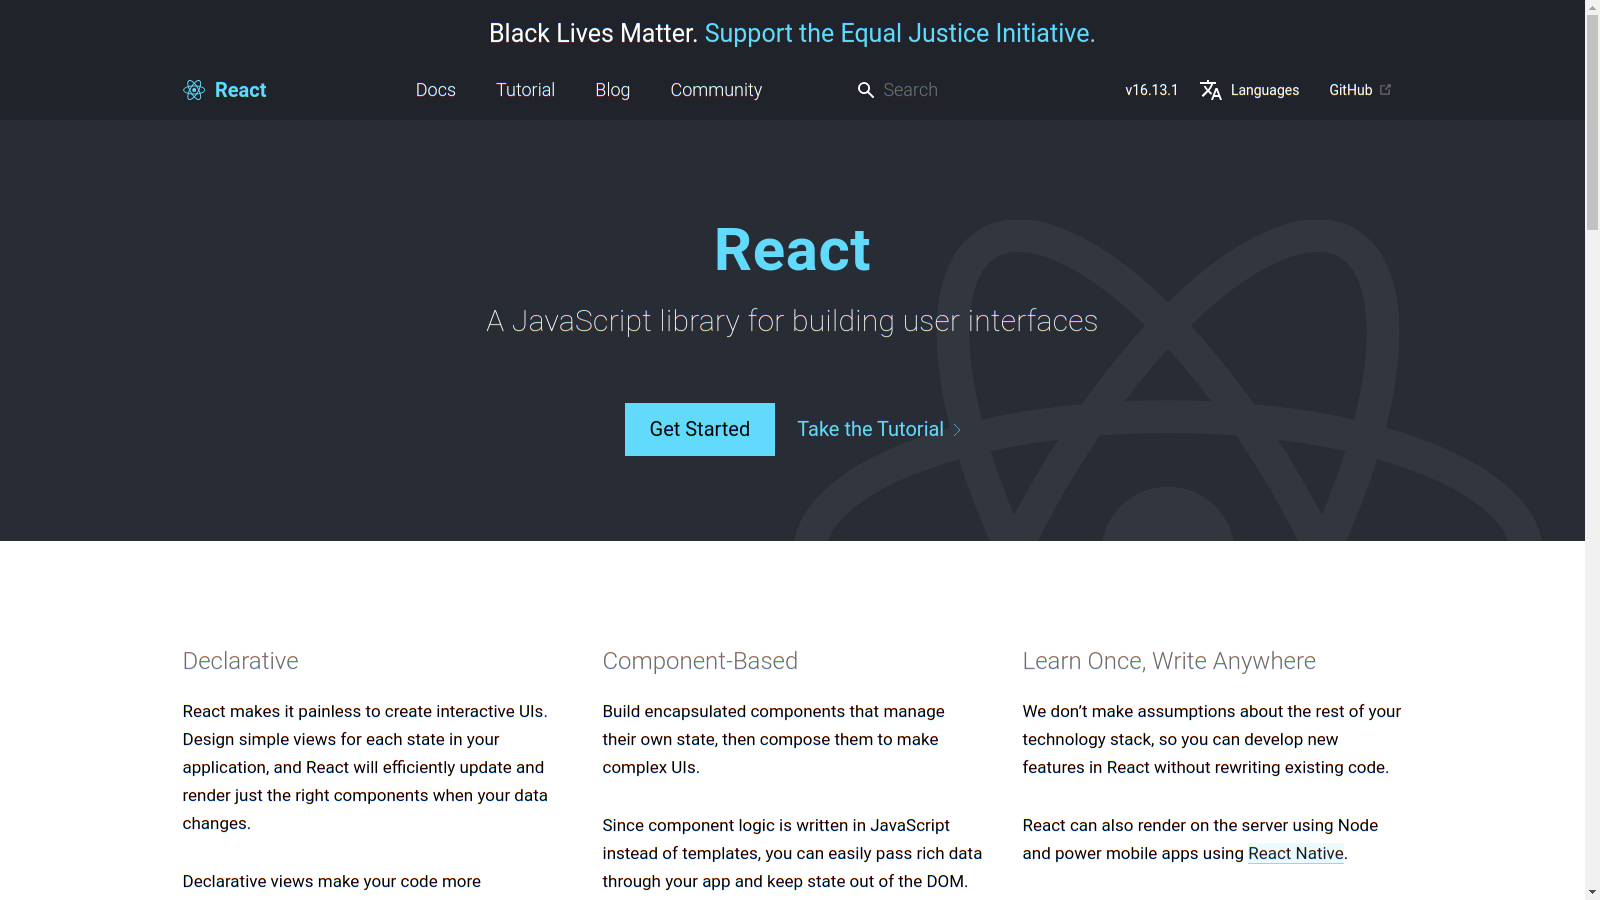 Black Lives Matter. Support the Equal Justice Initiative.
React
Docs
Tutorial
Blog
Community
Search
v16.13.1
Languages
GitHub
React
A JavaScript library for building user interfaces
Get Started
Take the Tutorial
Declarative
React makes it painless to create interactive UIs.
Design simple views for each state in your
application, and React will efficiently update and
render just the right components when your data
changes.
Declarative views make your code more
Component-Based
Build encapsulated components that manage
their own state, then compose them to make
complex UIs.
Since component logic is written in JavaScript
instead of templates, you can easily pass rich data
through your app and keep state out of the DOM.
Learn Once, Write Anywhere
We don’t make assumptions about the rest of your
technology stack, so you can develop new
features in React without rewriting existing code.
React can also render on the server using Node
and power mobile apps using React Native.